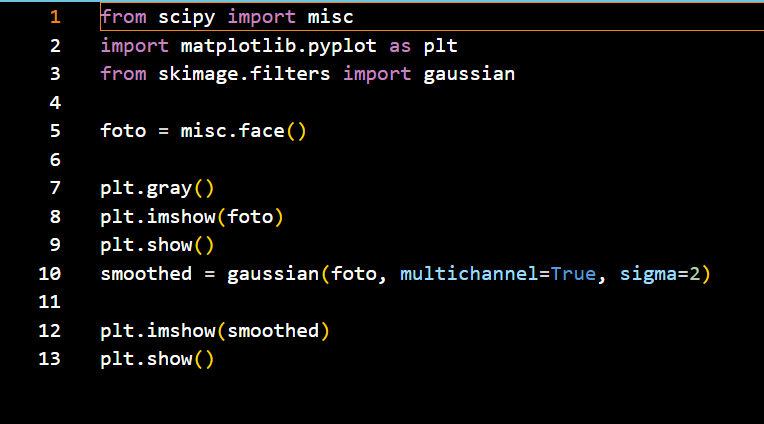 1 from scipy import misc
2 import matplotlib.pyplot as plt
3 from skimage.filters import gaussian
4
5 foto = misc.face()
6
7 plt.gray()
8 plt.imshow(foto)
9 plt.show()
10 smoothed = gaussian(foto, multichannel=True, sigma=2)
11
12 plt.imshow(smoothed)
13 plt.show()